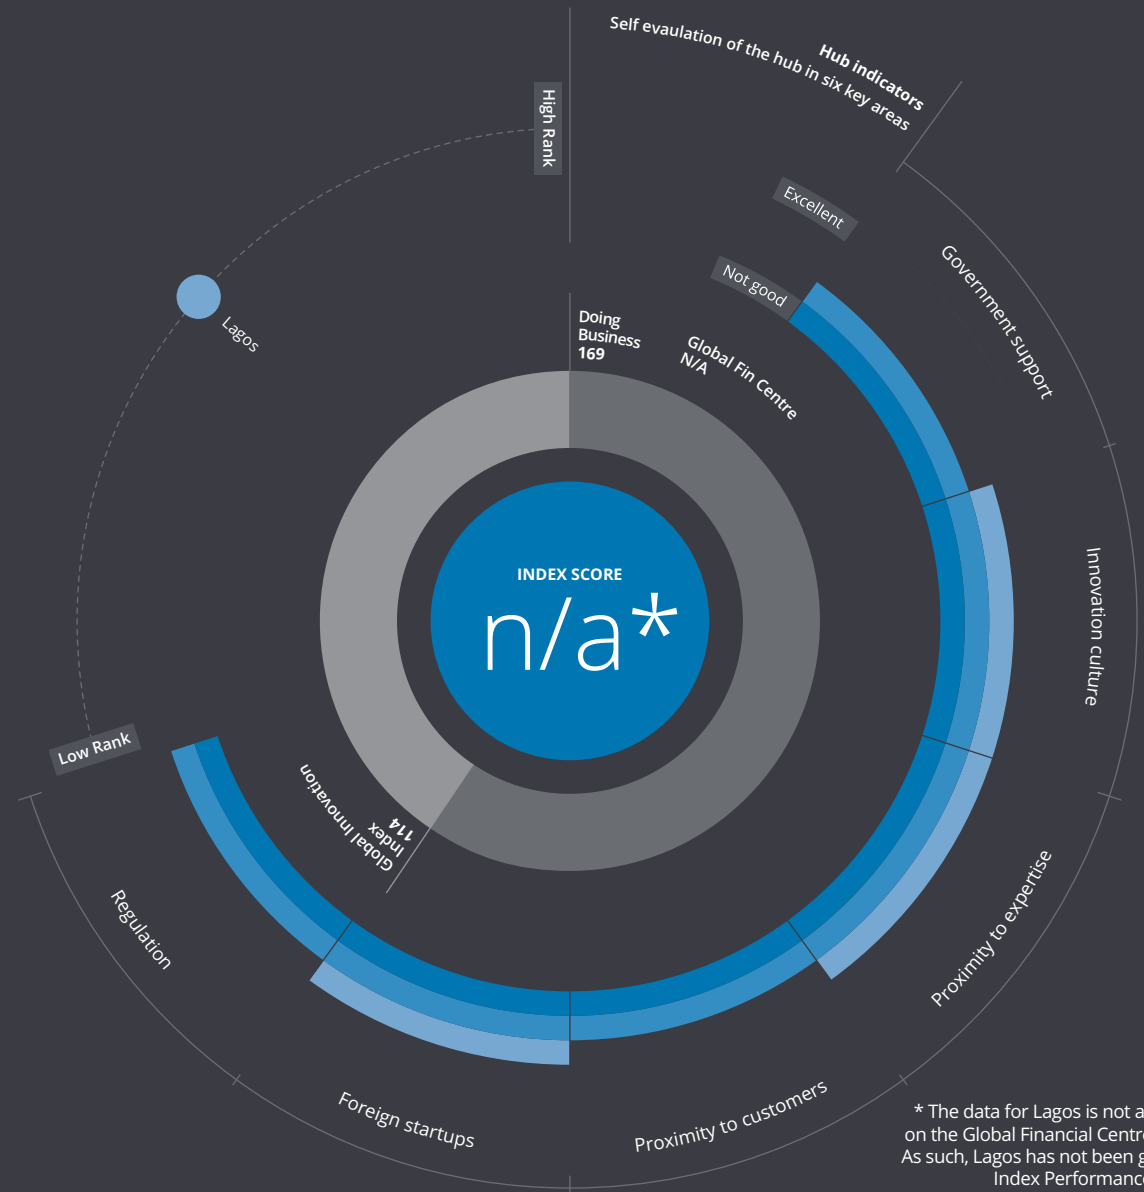 Hub indicators
Self evaulation of the hub in six key areas
High Rank
Excellent
Not good
Government support
Lagos
Doing
Business
169
Global Fin Centre
N/A
INDEX SCORE
n/a*
Innovation culture
Low Rank
Global Innovation
Index
114
Proximity to expertise
Regulation
Foreign startups
Proximity to customers
* The data for Lagos is not a
on the Global Financial Centr
As such, Lagos has not been g
Index Performanc